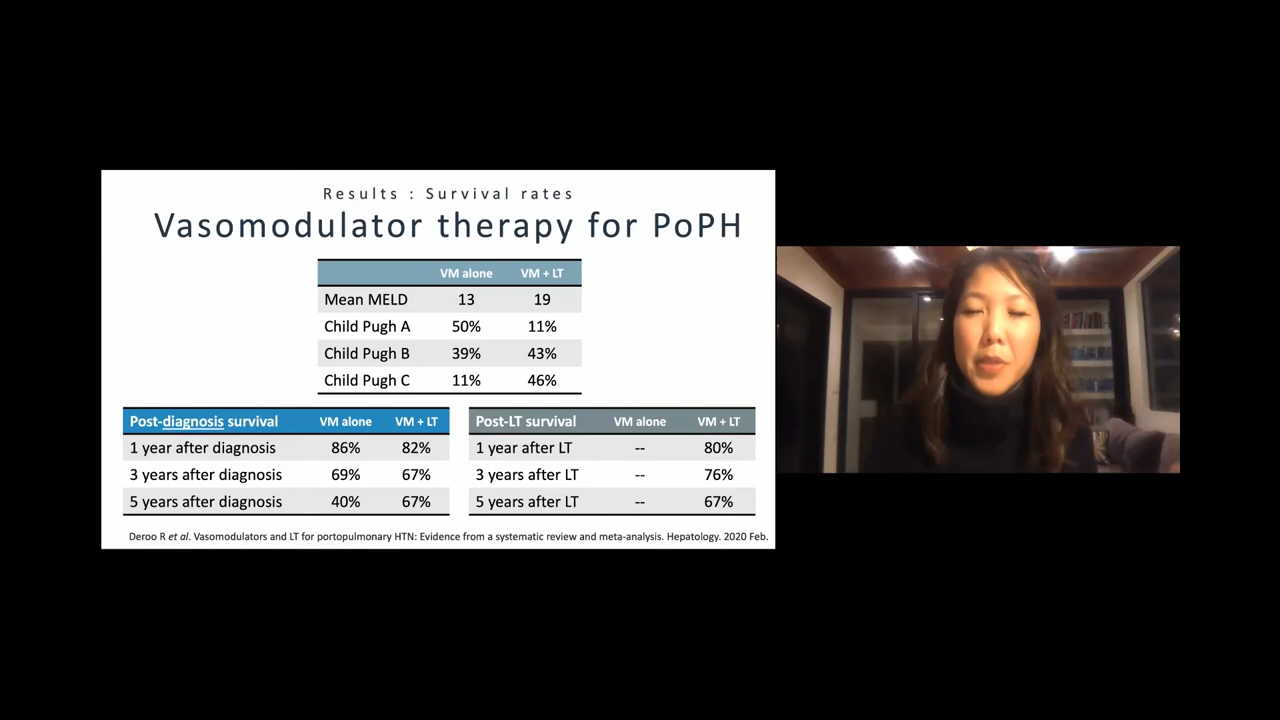 Results : Survival rates
Vasomodulator therapy for PoPH
VM alone VM + LT
Mean MELD 13 19
Child Pugh A 50% 11%
Child Pugh B 39% 43%
Child Pugh C 11% 46%
Post-diagnosis survival VM alone VM + LT
1 year after diagnosis 86% 82%
3 years after diagnosis 69% 67%
5 years after diagnosis 40% 67%
Post-LT survival VM alone VM + LT
1 year after LT -- 80%
3 years after LT -- 76%
5 years after LT -- 67%
Deroo R et al. Vasomodulators and LT for portopulmonary HTN: Evidence from a systematic review and meta-analysis. Hepatology. 2020 Feb.